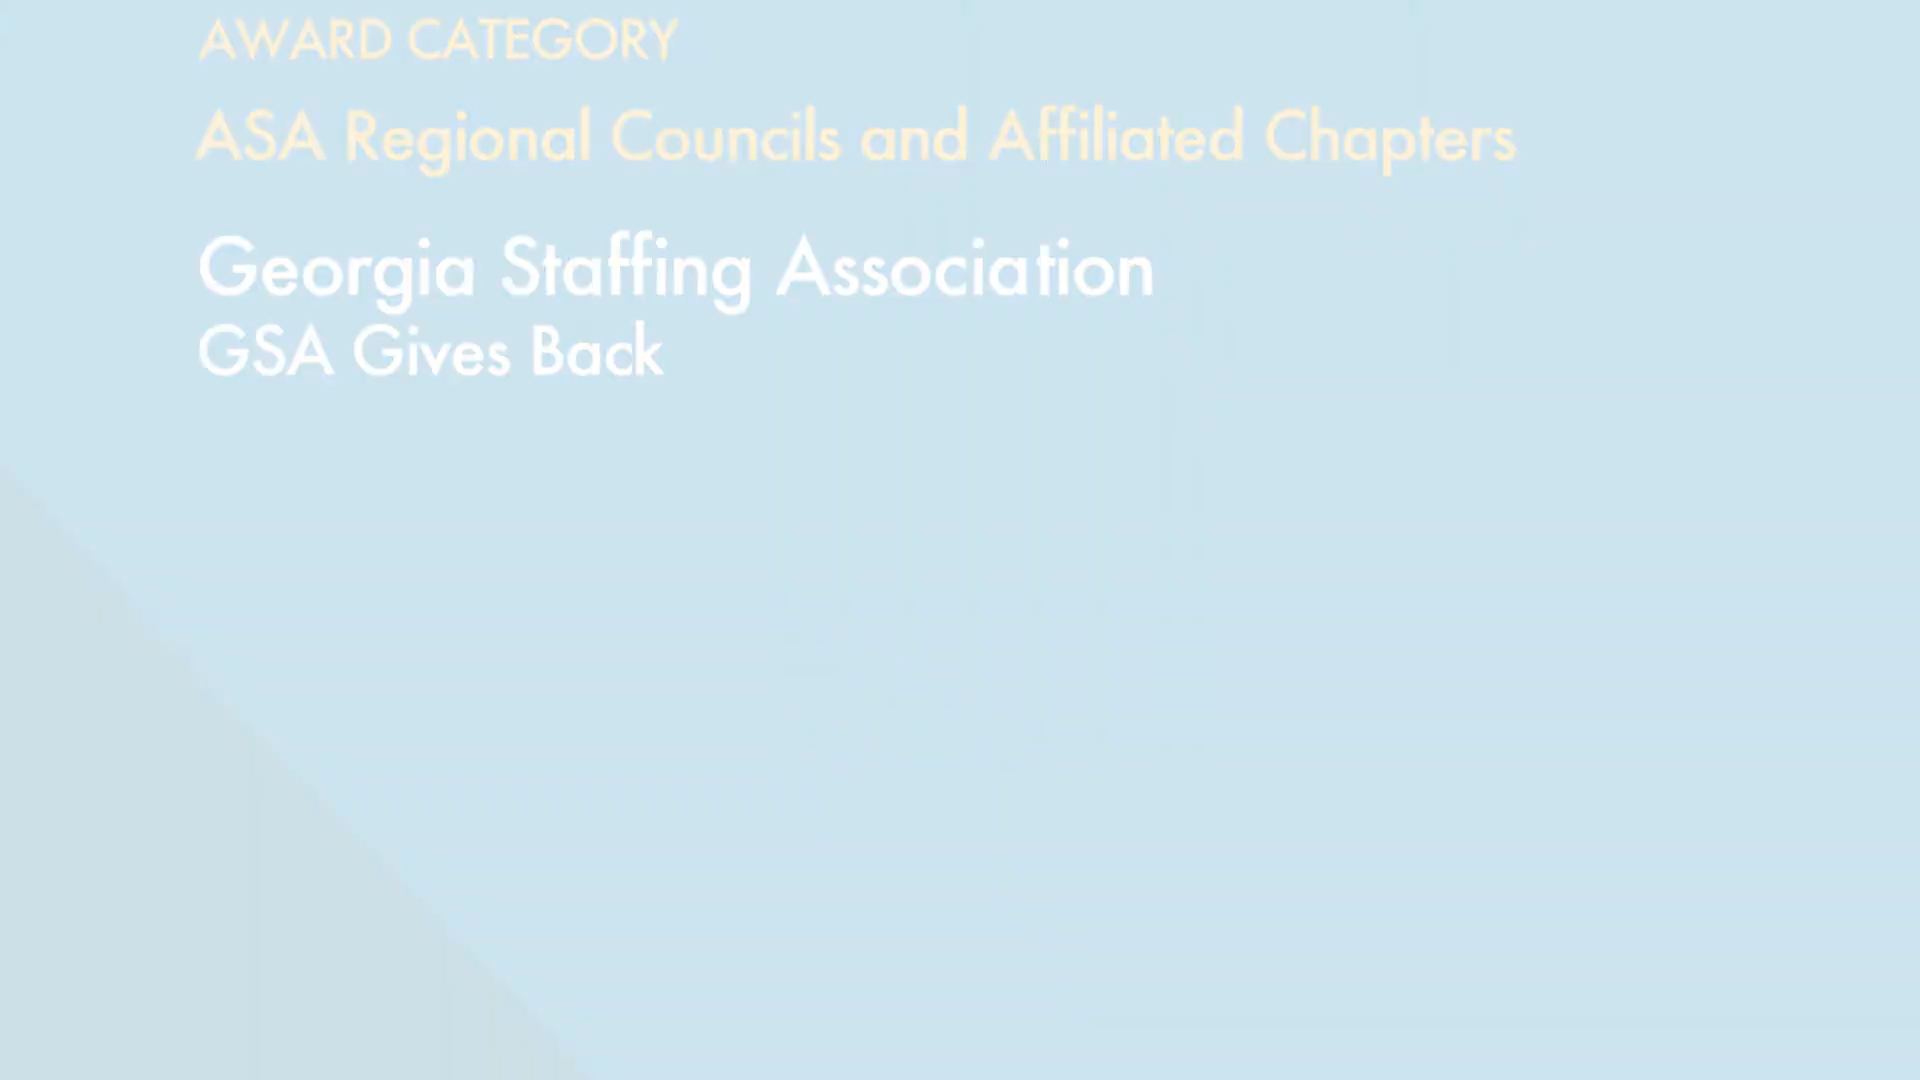 AWARD CATEGORY
ASA Regional Councils and Affiliated Chapters
Georgia Staffing Association
GSA Gives Back